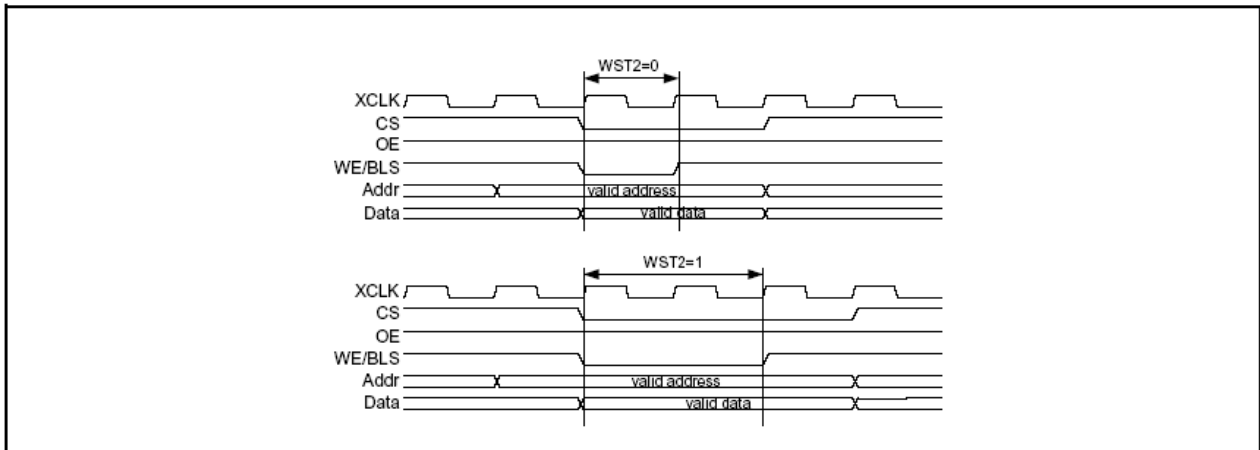 WST2=0
XCLK
CS
OE
WE/BLS
Addr valid address
Data valid data
WST2=1
XCLK
CS
OE
WE/BLS
Addr valid address
Data valid data